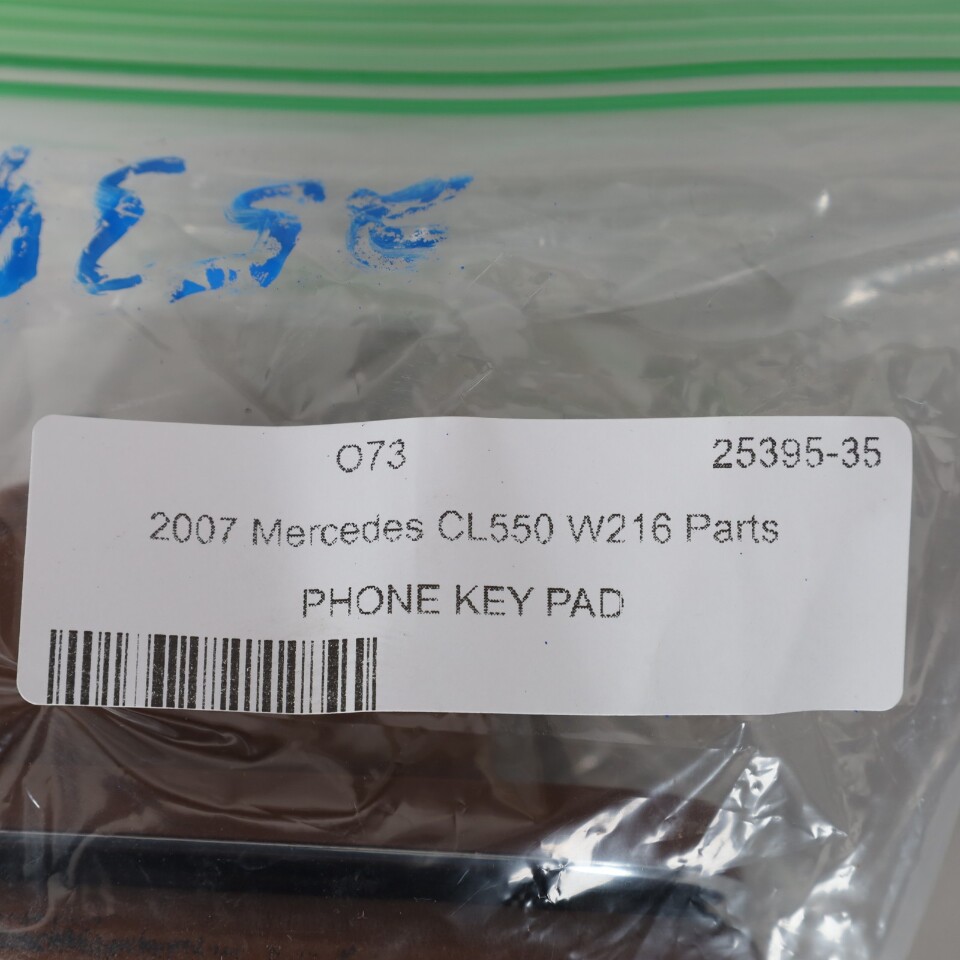 O73 25395-35
2007 Mercedes CL550 W216 Parts
PHONE KEY PAD